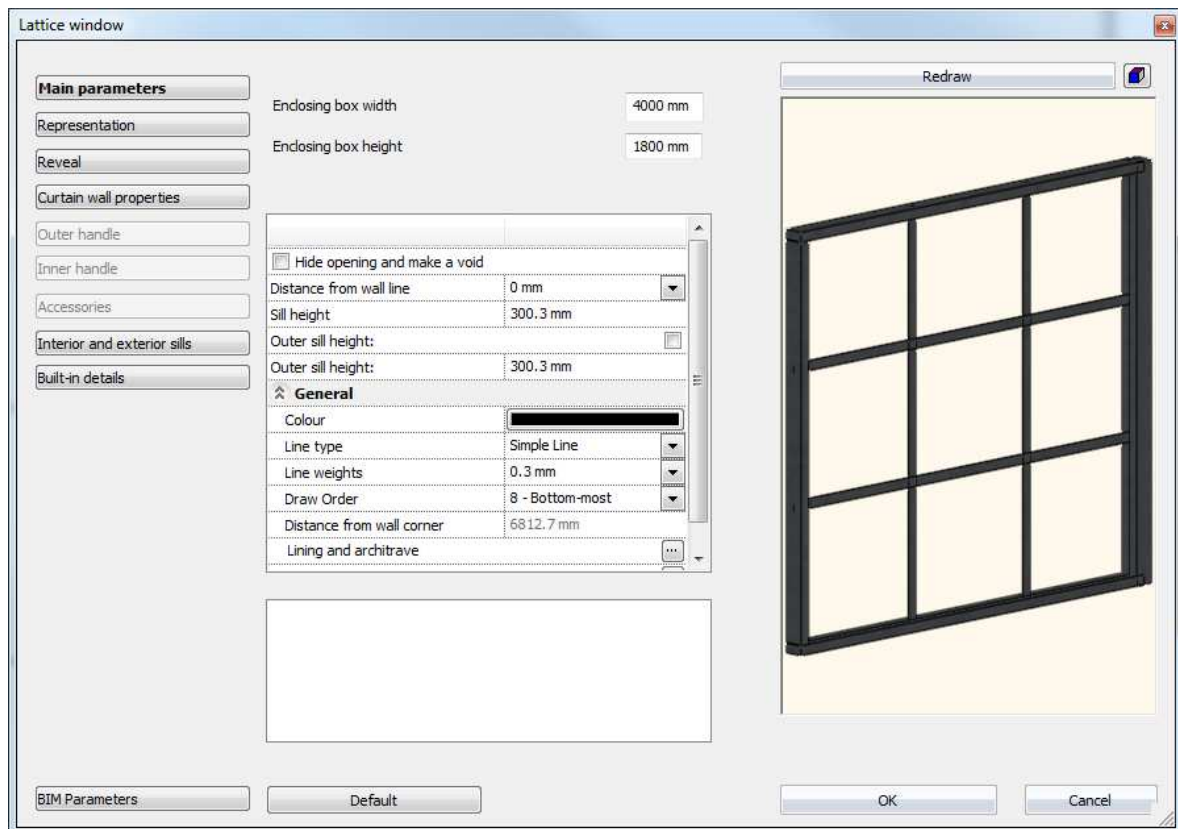 Lattice window
Main parameters
Representation
Reveal
Curtain wall properties
Outer handle
Inner handle
Accessories
Interior and exterior sills
Built-in details
Enclosing box width 4000 mm
Enclosing box height 1800 mm
Hide opening and make a void
Distance from wall line 0 mm
Sill height 300.3 mm
Outer sill height:
Outer sill height: 300.3 mm
General
Colour
Line type Simple Line
Line weights 0.3 mm
Draw Order 8 - Bottom-most
Distance from wall corner 6812.7 mm
Lining and architrave ...
Redraw
BIM Parameters
Default
OK
Cancel